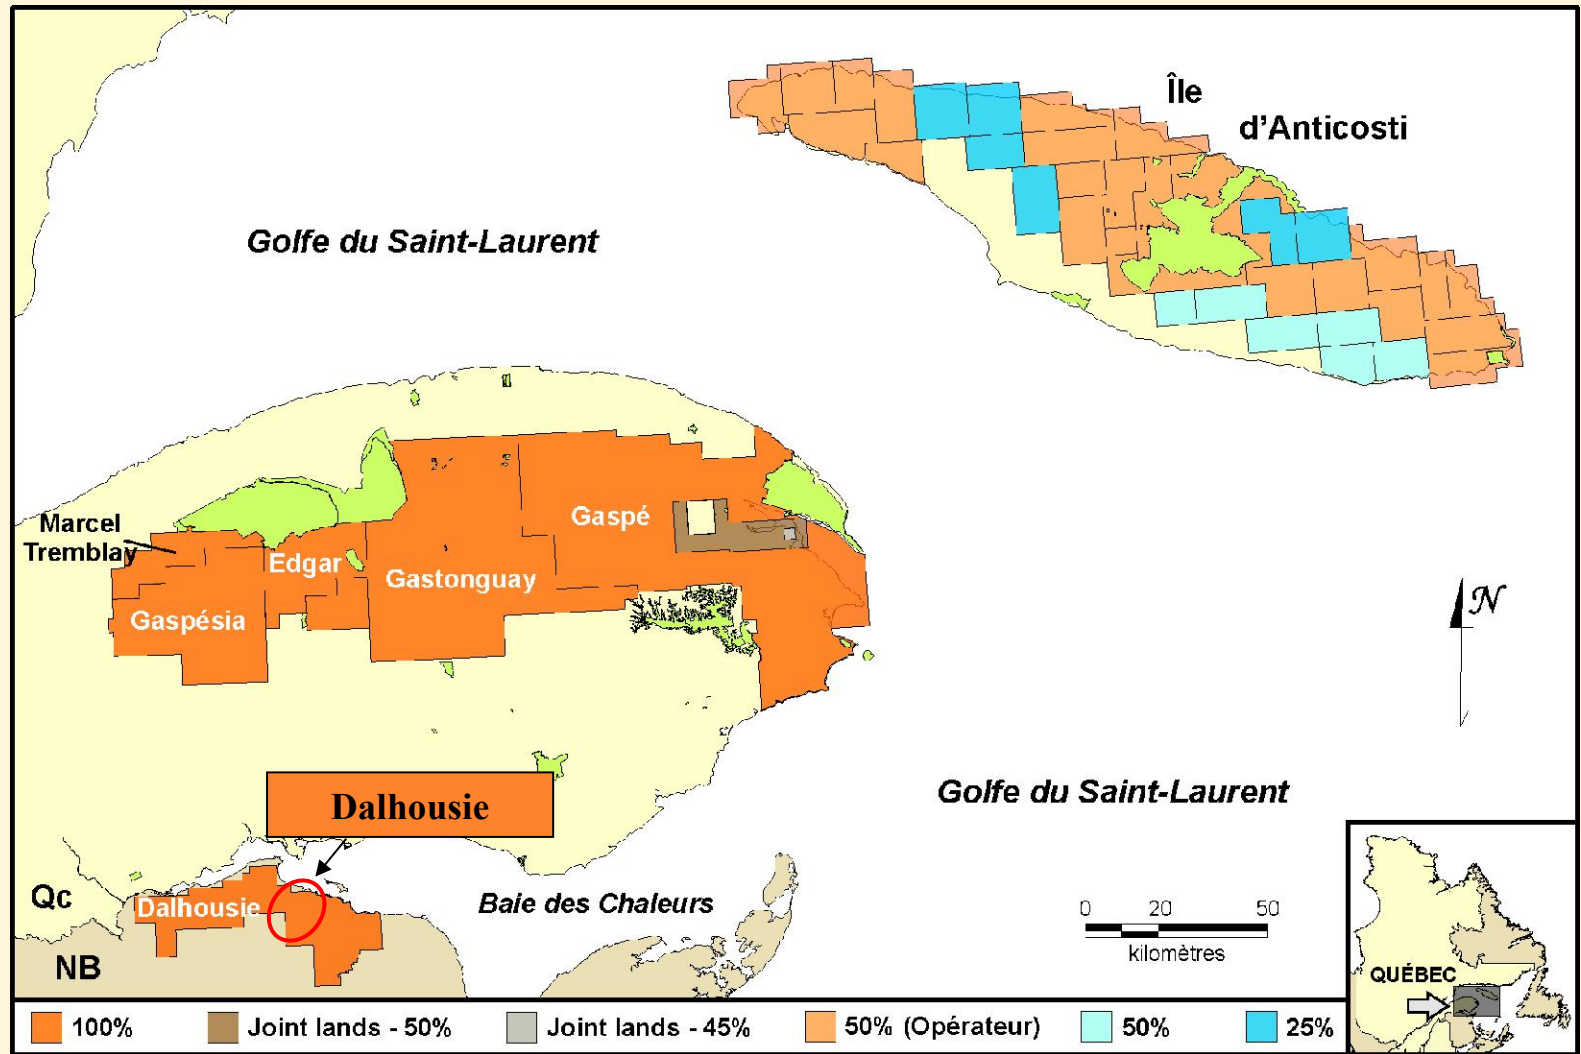 Île
d'Anticosti
Golfe du Saint-Laurent
Marcel
Tremblay
Gaspé
Edgar
Gastonguay
Gaspésia
N
Golfe du Saint-Laurent
Dalhousie
Qc
Dalhousie
Baie des Chaleurs
NB
0 20 50
kilomètres
QUÉBEC
100%
Joint lands - 50%
Joint lands - 45%
50% (Opérateur)
50%
25%